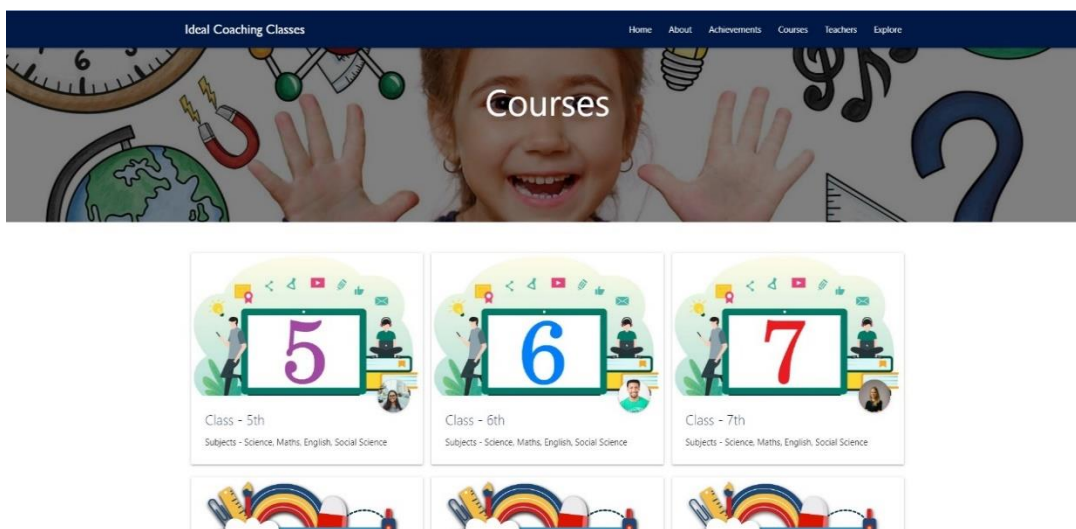 Ideal Coaching Classes
Home About Achievements Courses Teachers Explore
6
Courses
5 6 7
Class - 5th Class - 6th Class - 7th
Subjects - Science, Maths, English, Social Science Subjects - Science, Maths, English, Social Science Subjects - Science, Maths, English, Social Science